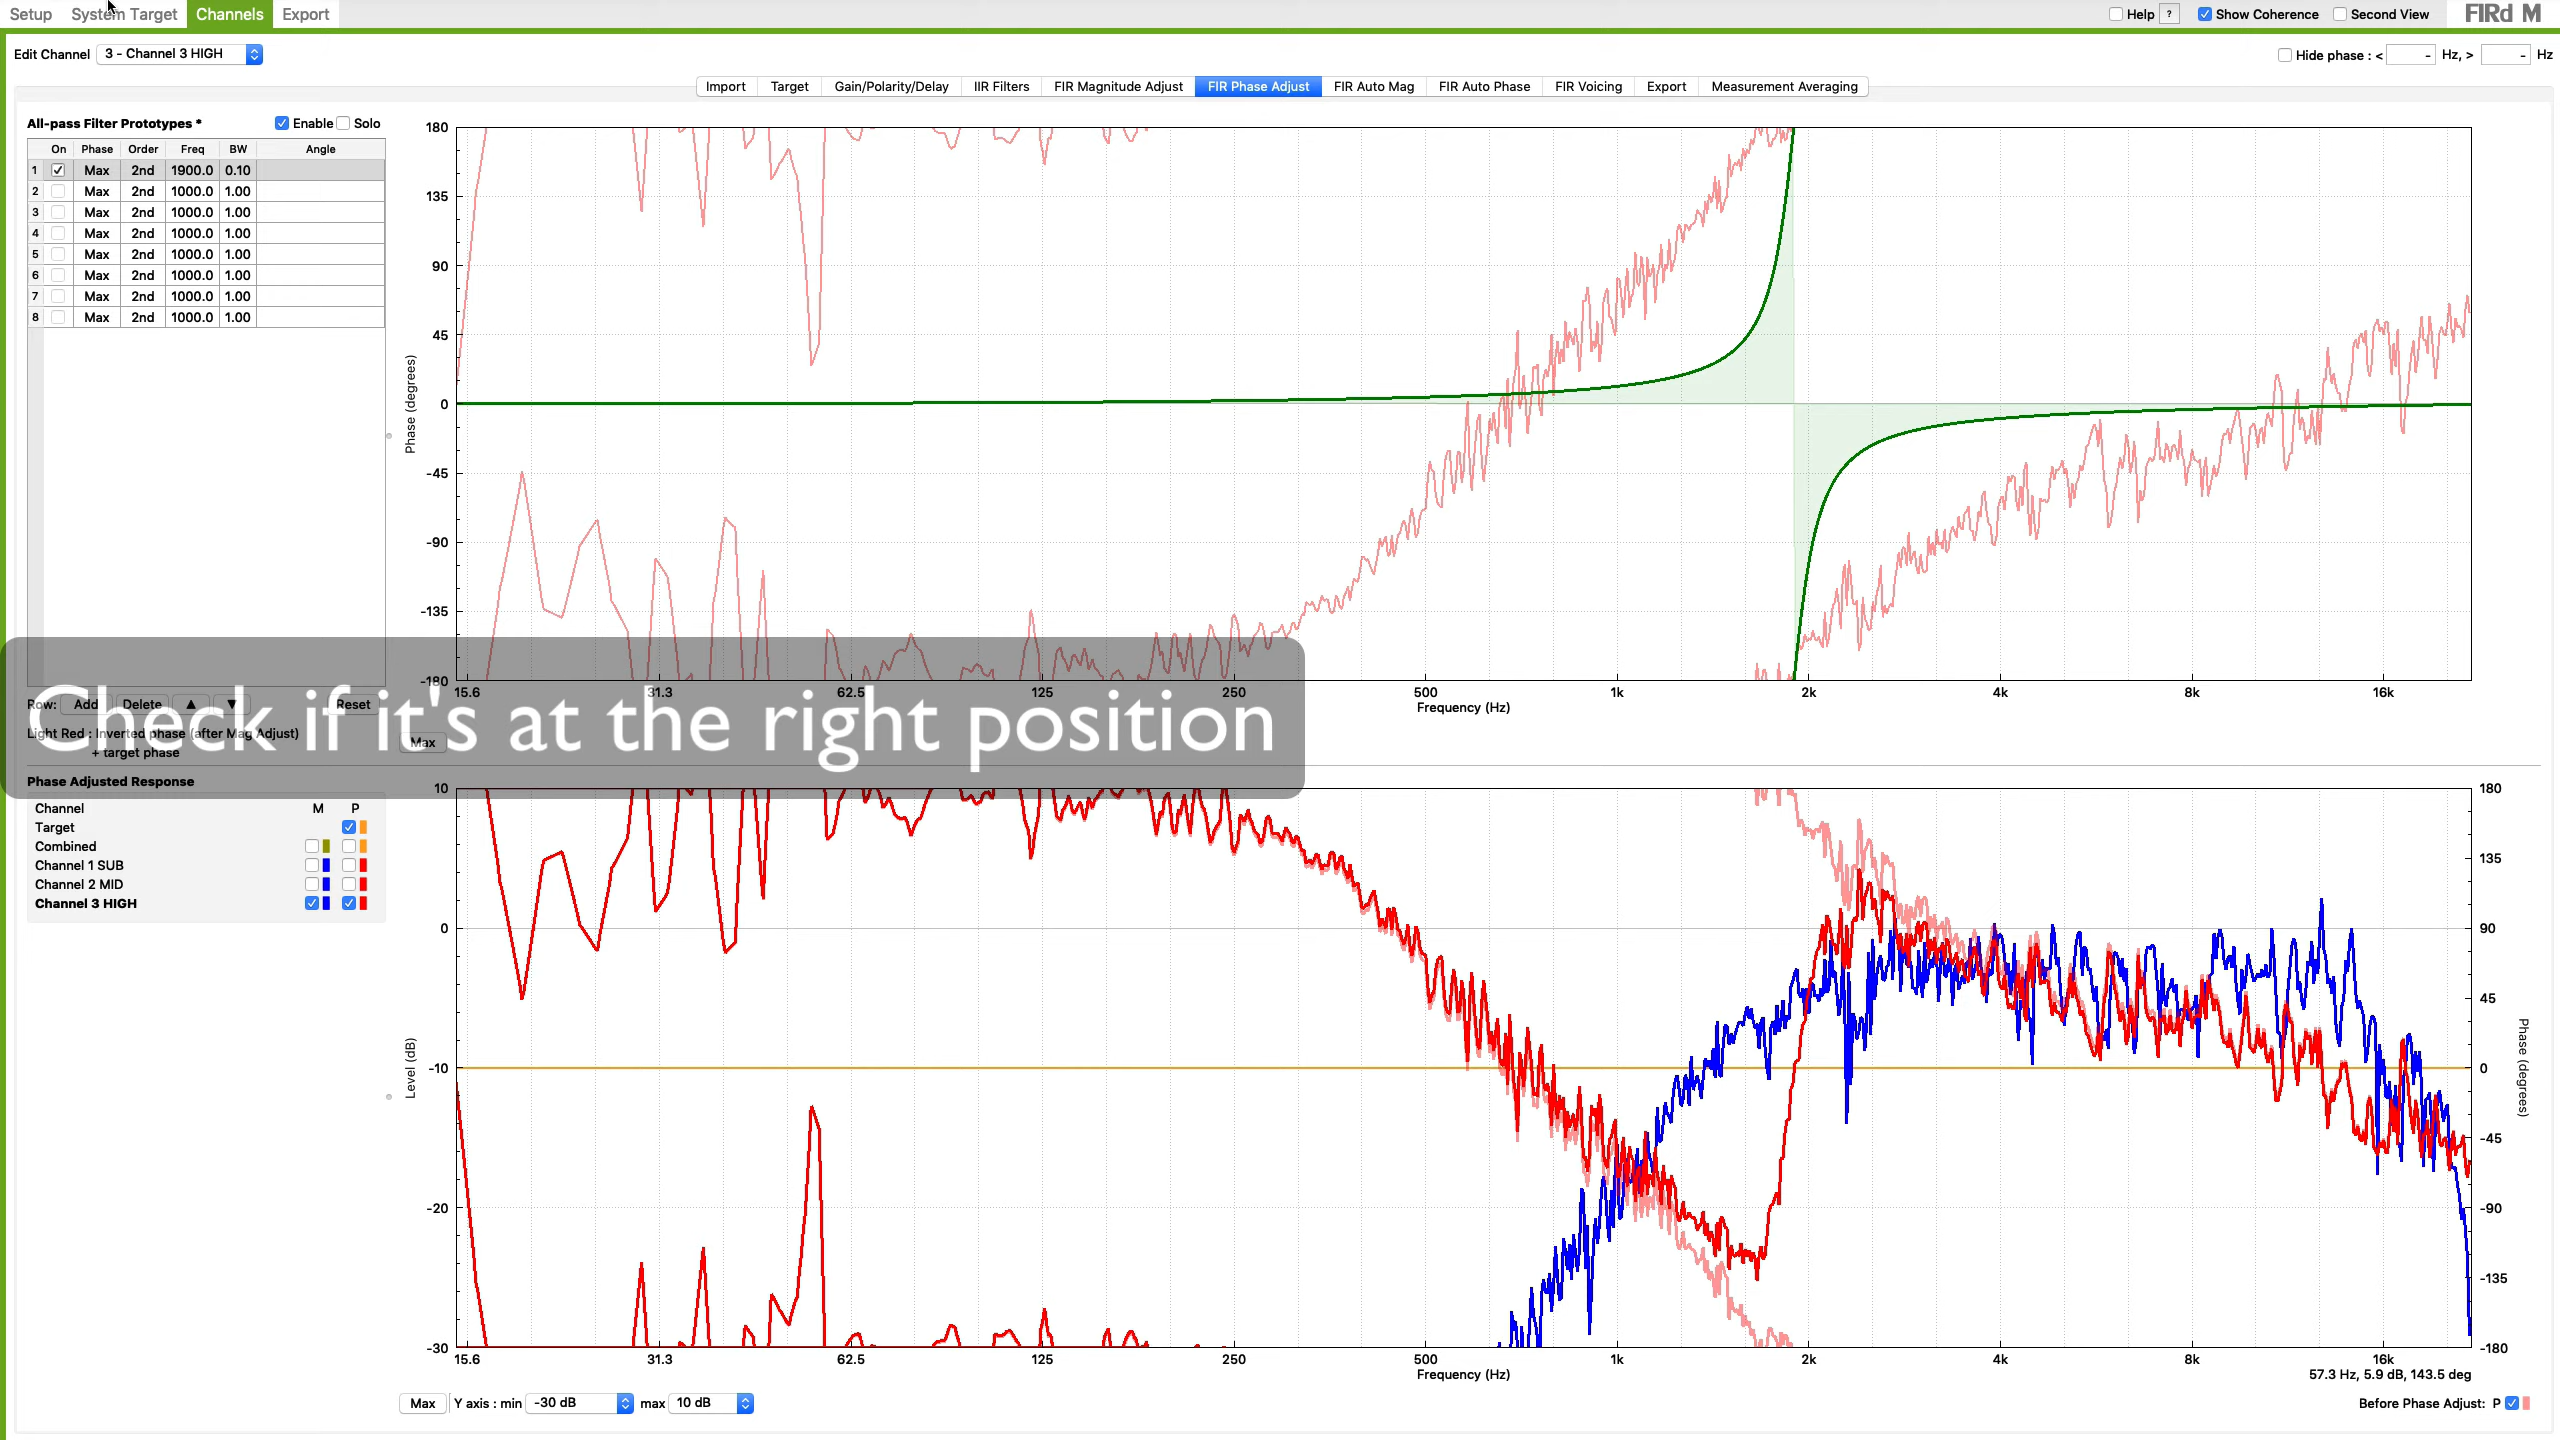 Setup System Target Channels Export
Help ? Show Coherence Second View FIRd M
Edit Channel 3 - Channel 3 HIGH
Hide phase : < - Hz, > - Hz
Import Target Gain/Polarity/Delay IIR Filters FIR Magnitude Adjust FIR Phase Adjust FIR Auto Mag FIR Auto Phase FIR Voicing Export Measurement Averaging
All-pass Filter Prototypes * Enable Solo
On Phase Order Freq BW Angle
1 Max 2nd 1900.0 0.10
2 Max 2nd 1000.0 1.00
3 Max 2nd 1000.0 1.00
4 Max 2nd 1000.0 1.00
5 Max 2nd 1000.0 1.00
6 Max 2nd 1000.0 1.00
7 Max 2nd 1000.0 1.00
8 Max 2nd 1000.0 1.00
180
135
90
45
0
-45
-90
-135
-180
Phase (degrees)
15.6 31.3 62.5 125 250 500 1k 2k 4k 8k 16k
Frequency (Hz)
Row: Add Delete ▲ ▼ Reset
Check if it's at the right position
Light Red : Inverted phase (after Mag Adjust)
+ target phase
Max
Phase Adjusted Response
Channel M P
Target
Combined
Channel 1 SUB
Channel 2 MID
Channel 3 HIGH
10
0
-10
-20
-30
Level (dB)
180
135
90
45
0
-45
-90
-135
-180
Phase (degrees)
15.6 31.3 62.5 125 250 500 1k 2k 4k 8k 16k
Frequency (Hz)
57.3 Hz, 5.9 dB, 143.5 deg
Max Y axis : min -30 dB max 10 dB
Before Phase Adjust: P